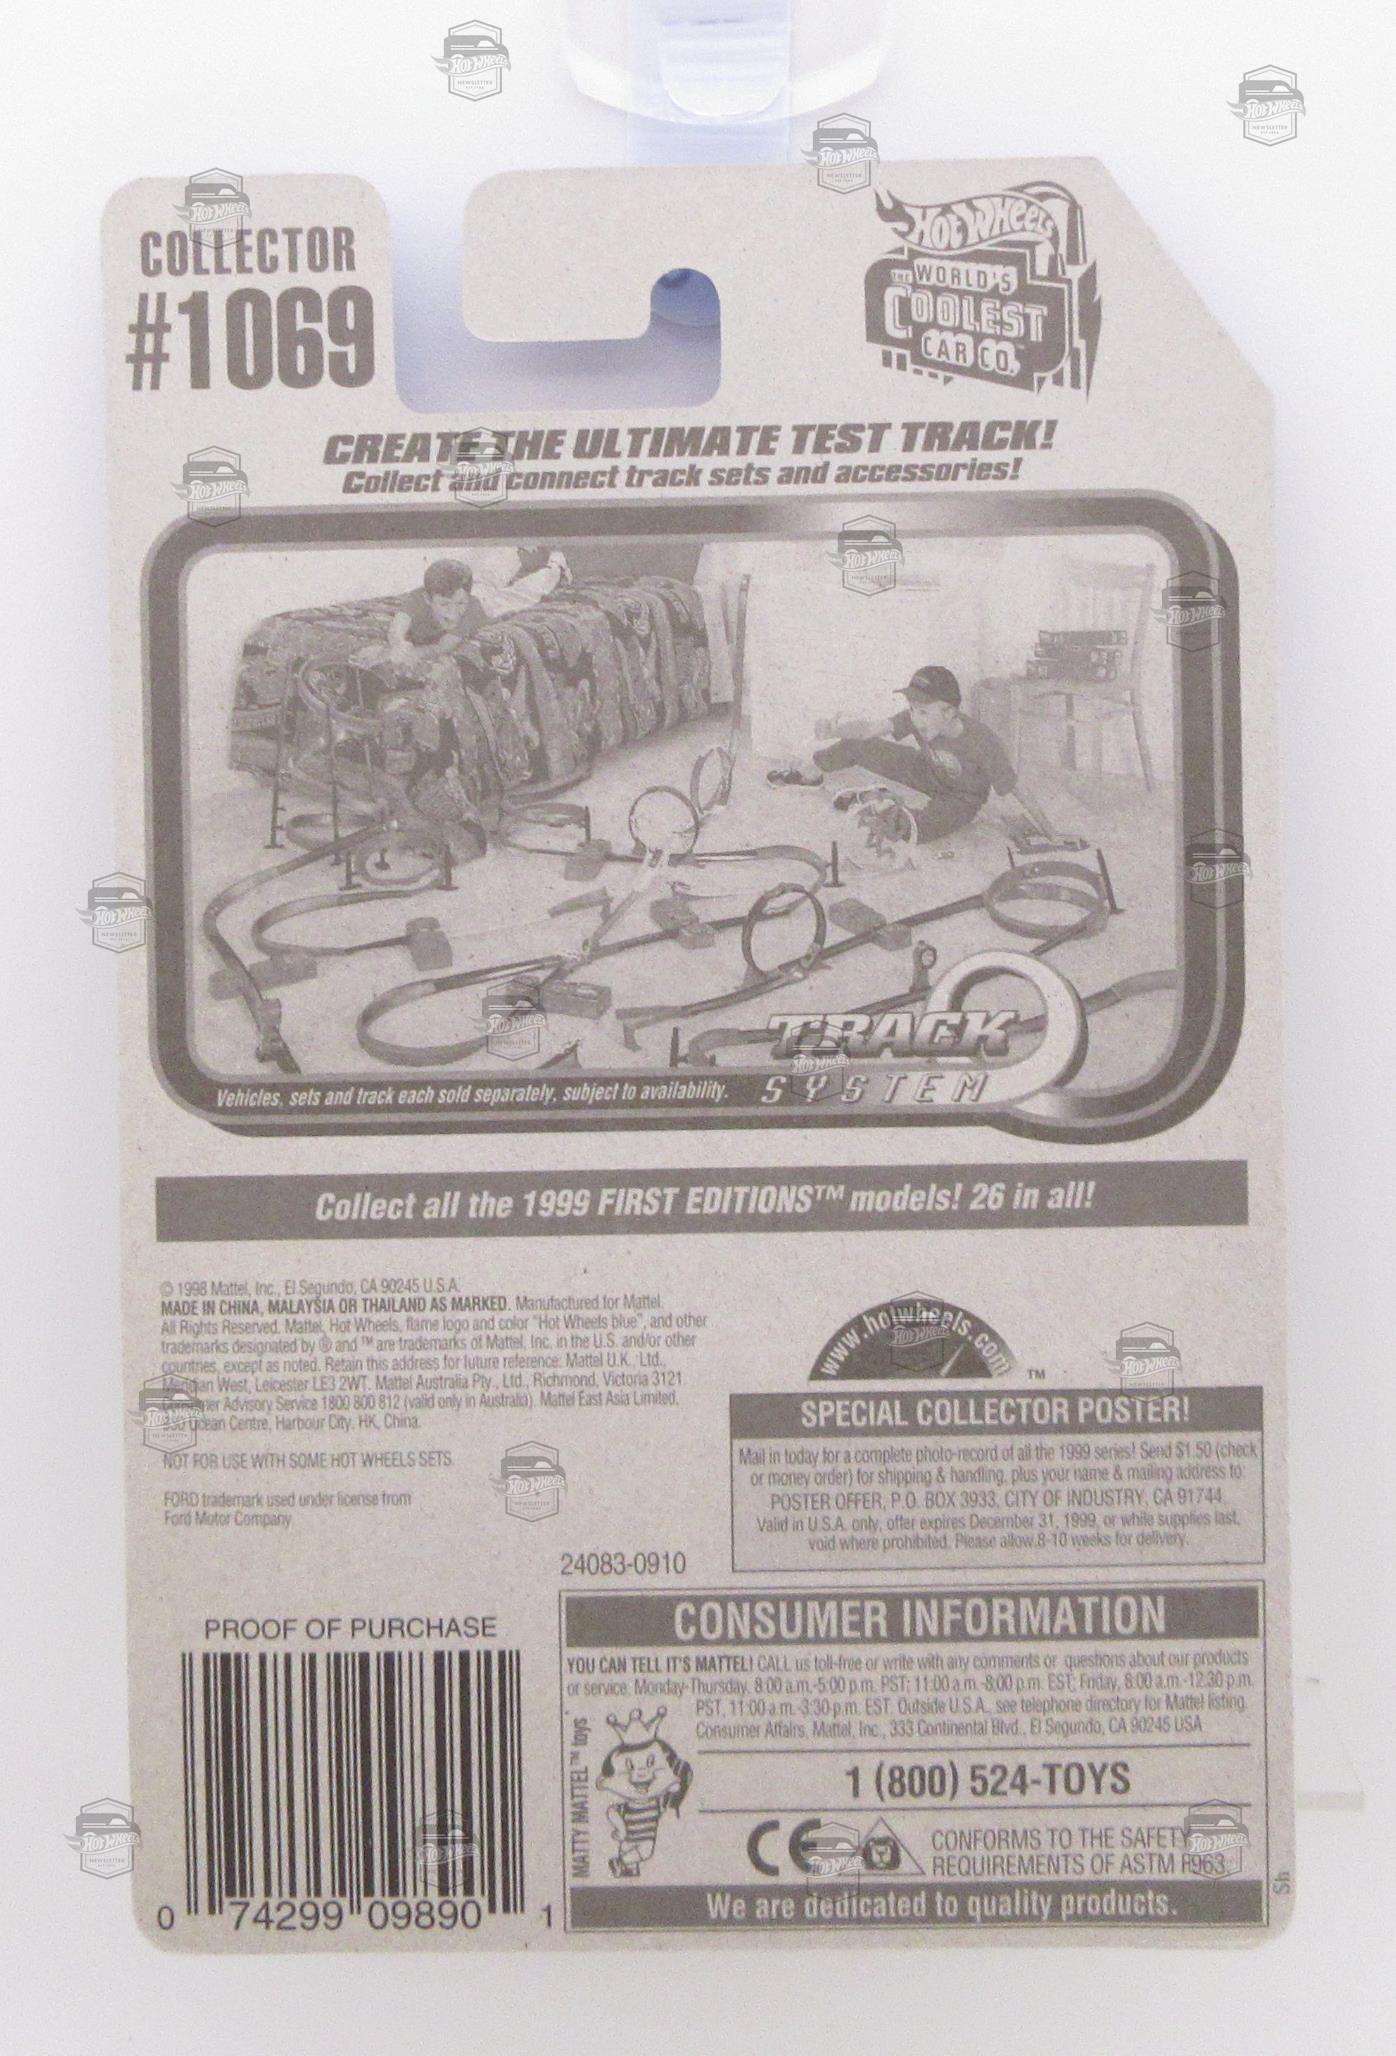 COLLECTOR
#1069
HOT WHEELS
THE WORLD'S
COOLEST
CAR CO.™
CREATE THE ULTIMATE TEST TRACK!
Collect and connect track sets and accessories!
TRACK
SYSTEM
Vehicles, sets and track each sold separately, subject to availability.
Collect all the 1999 FIRST EDITIONS™ models! 26 in all!
© 1998 Mattel, Inc., El Segundo, CA 90245 U.S.A.
MADE IN CHINA, MALAYSIA OR THAILAND AS MARKED. Manufactured for Mattel.
All Rights Reserved. Mattel, Hot Wheels, flame logo and color "Hot Wheels blue", and other
trademarks designated by ® and ™ are trademarks of Mattel, Inc. in the U.S. and/or other
countries, except as noted. Retain this address for future reference: Mattel U.K., Ltd.,
Meridian West, Leicester LE3 2WT. Mattel Australia Pty., Ltd., Richmond, Victoria 3121.
Consumer Advisory Service 1800 800 812 (valid only in Australia). Mattel East Asia Limited,
Ocean Centre, Harbour City, HK, China.
NOT FOR USE WITH SOME HOT WHEELS SETS.
FORD trademark used under license from
Ford Motor Company.
24083-0910
www.hotwheels.com
™
SPECIAL COLLECTOR POSTER!
Mail in today for a complete photo-record of all the 1999 series! Send $1.50 (check
or money order) for shipping & handling, plus your name & mailing address to:
POSTER OFFER, P.O. BOX 3933, CITY OF INDUSTRY, CA 91744.
Valid in U.S.A. only, offer expires December 31, 1999, or while supplies last,
void where prohibited. Please allow 8-10 weeks for delivery.
PROOF OF PURCHASE
0 74299 09890 1
CONSUMER INFORMATION
YOU CAN TELL IT'S MATTEL! CALL us toll-free or write with any comments or questions about our products
or service. Monday-Thursday, 8:00 a.m.-5:00 p.m. PST; 11:00 a.m.-8:00 p.m. EST; Friday, 8:00 a.m.-12:30 p.m.
PST, 11:00 a.m.-3:30 p.m. EST. Outside U.S.A., see telephone directory for Mattel listing.
Consumer Affairs, Mattel, Inc., 333 Continental Blvd., El Segundo, CA 90245 USA
MATTY MATTEL™ toys
1 (800) 524-TOYS
CE
CONFORMS TO THE SAFETY
REQUIREMENTS OF ASTM F963.
We are dedicated to quality products.
Sh